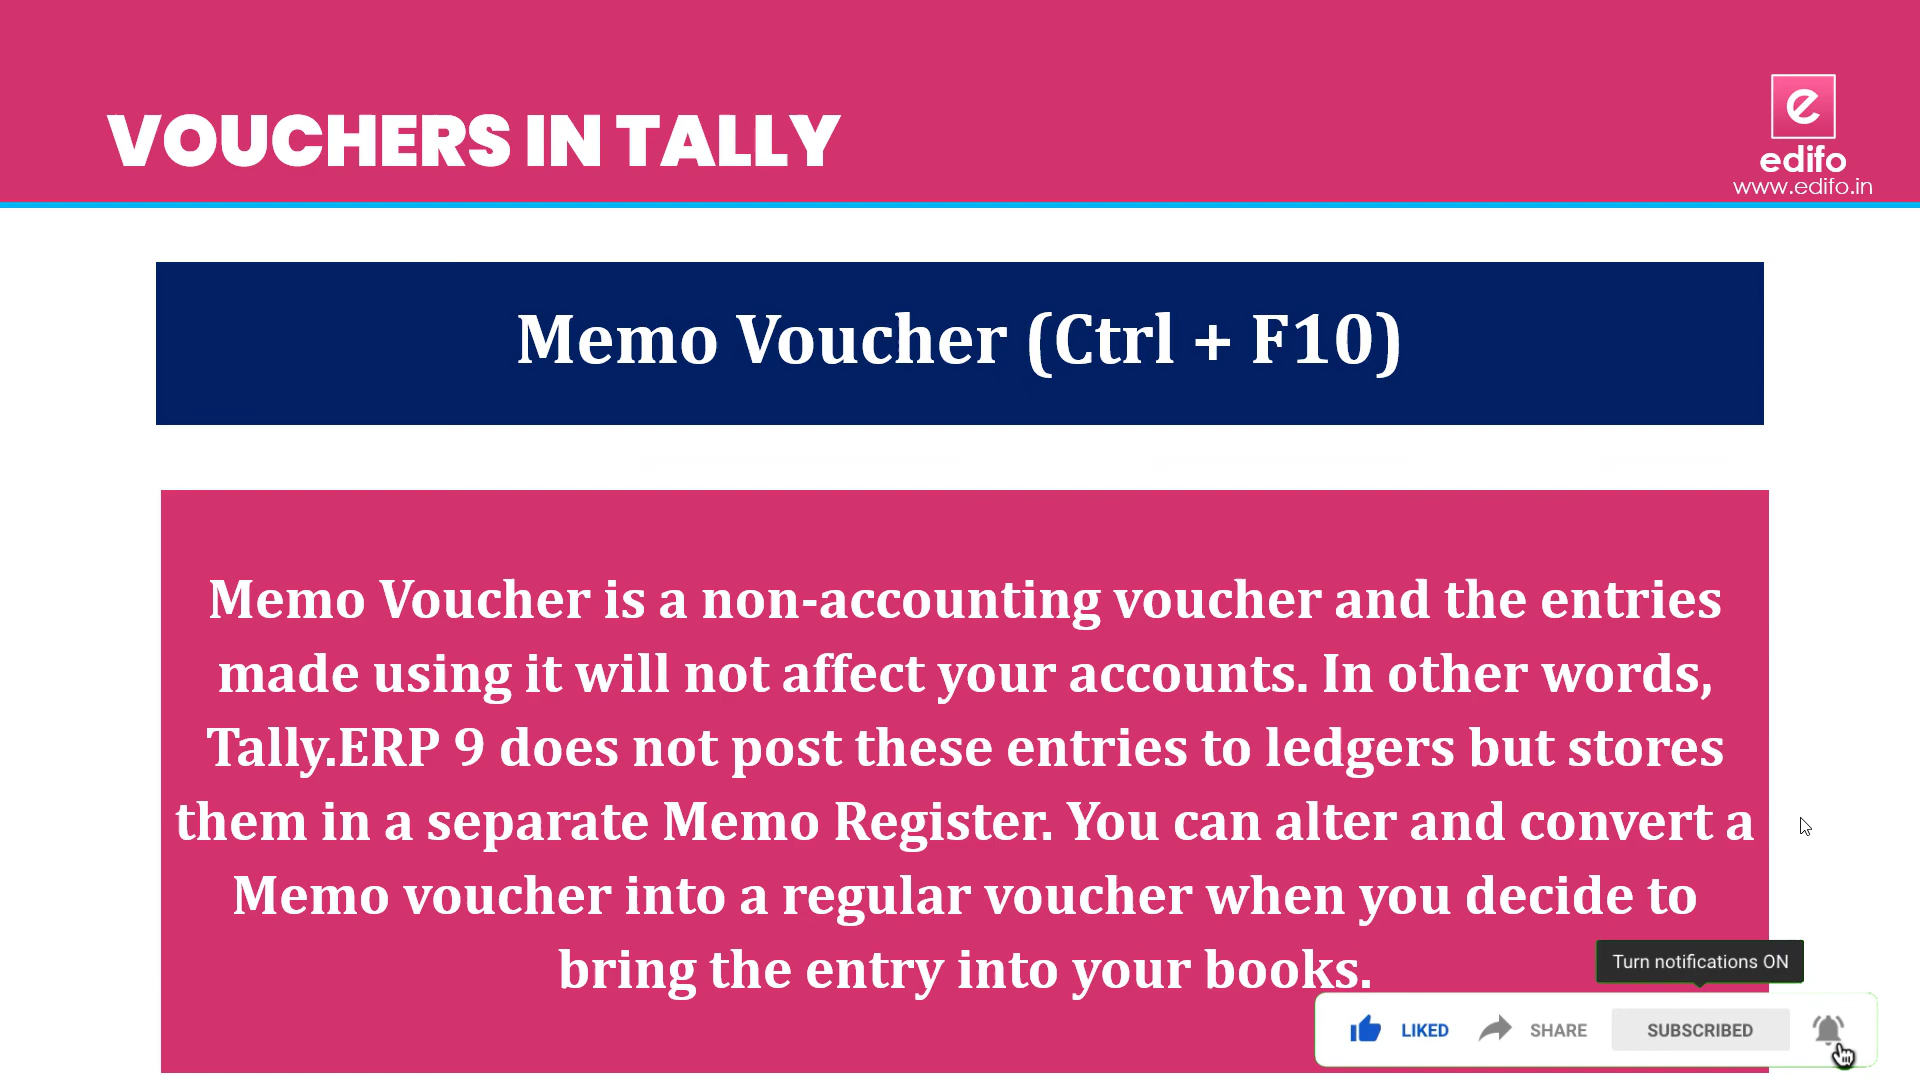 VOUCHERS IN TALLY
e
edifo
www.edifo.in
Memo Voucher (Ctrl + F10)
Memo Voucher is a non-accounting voucher and the entries
made using it will not affect your accounts. In other words,
Tally.ERP 9 does not post these entries to ledgers but stores
them in a separate Memo Register. You can alter and convert a
Memo voucher into a regular voucher when you decide to
bring the entry into your books.
Turn notifications ON
LIKED SHARE SUBSCRIBED